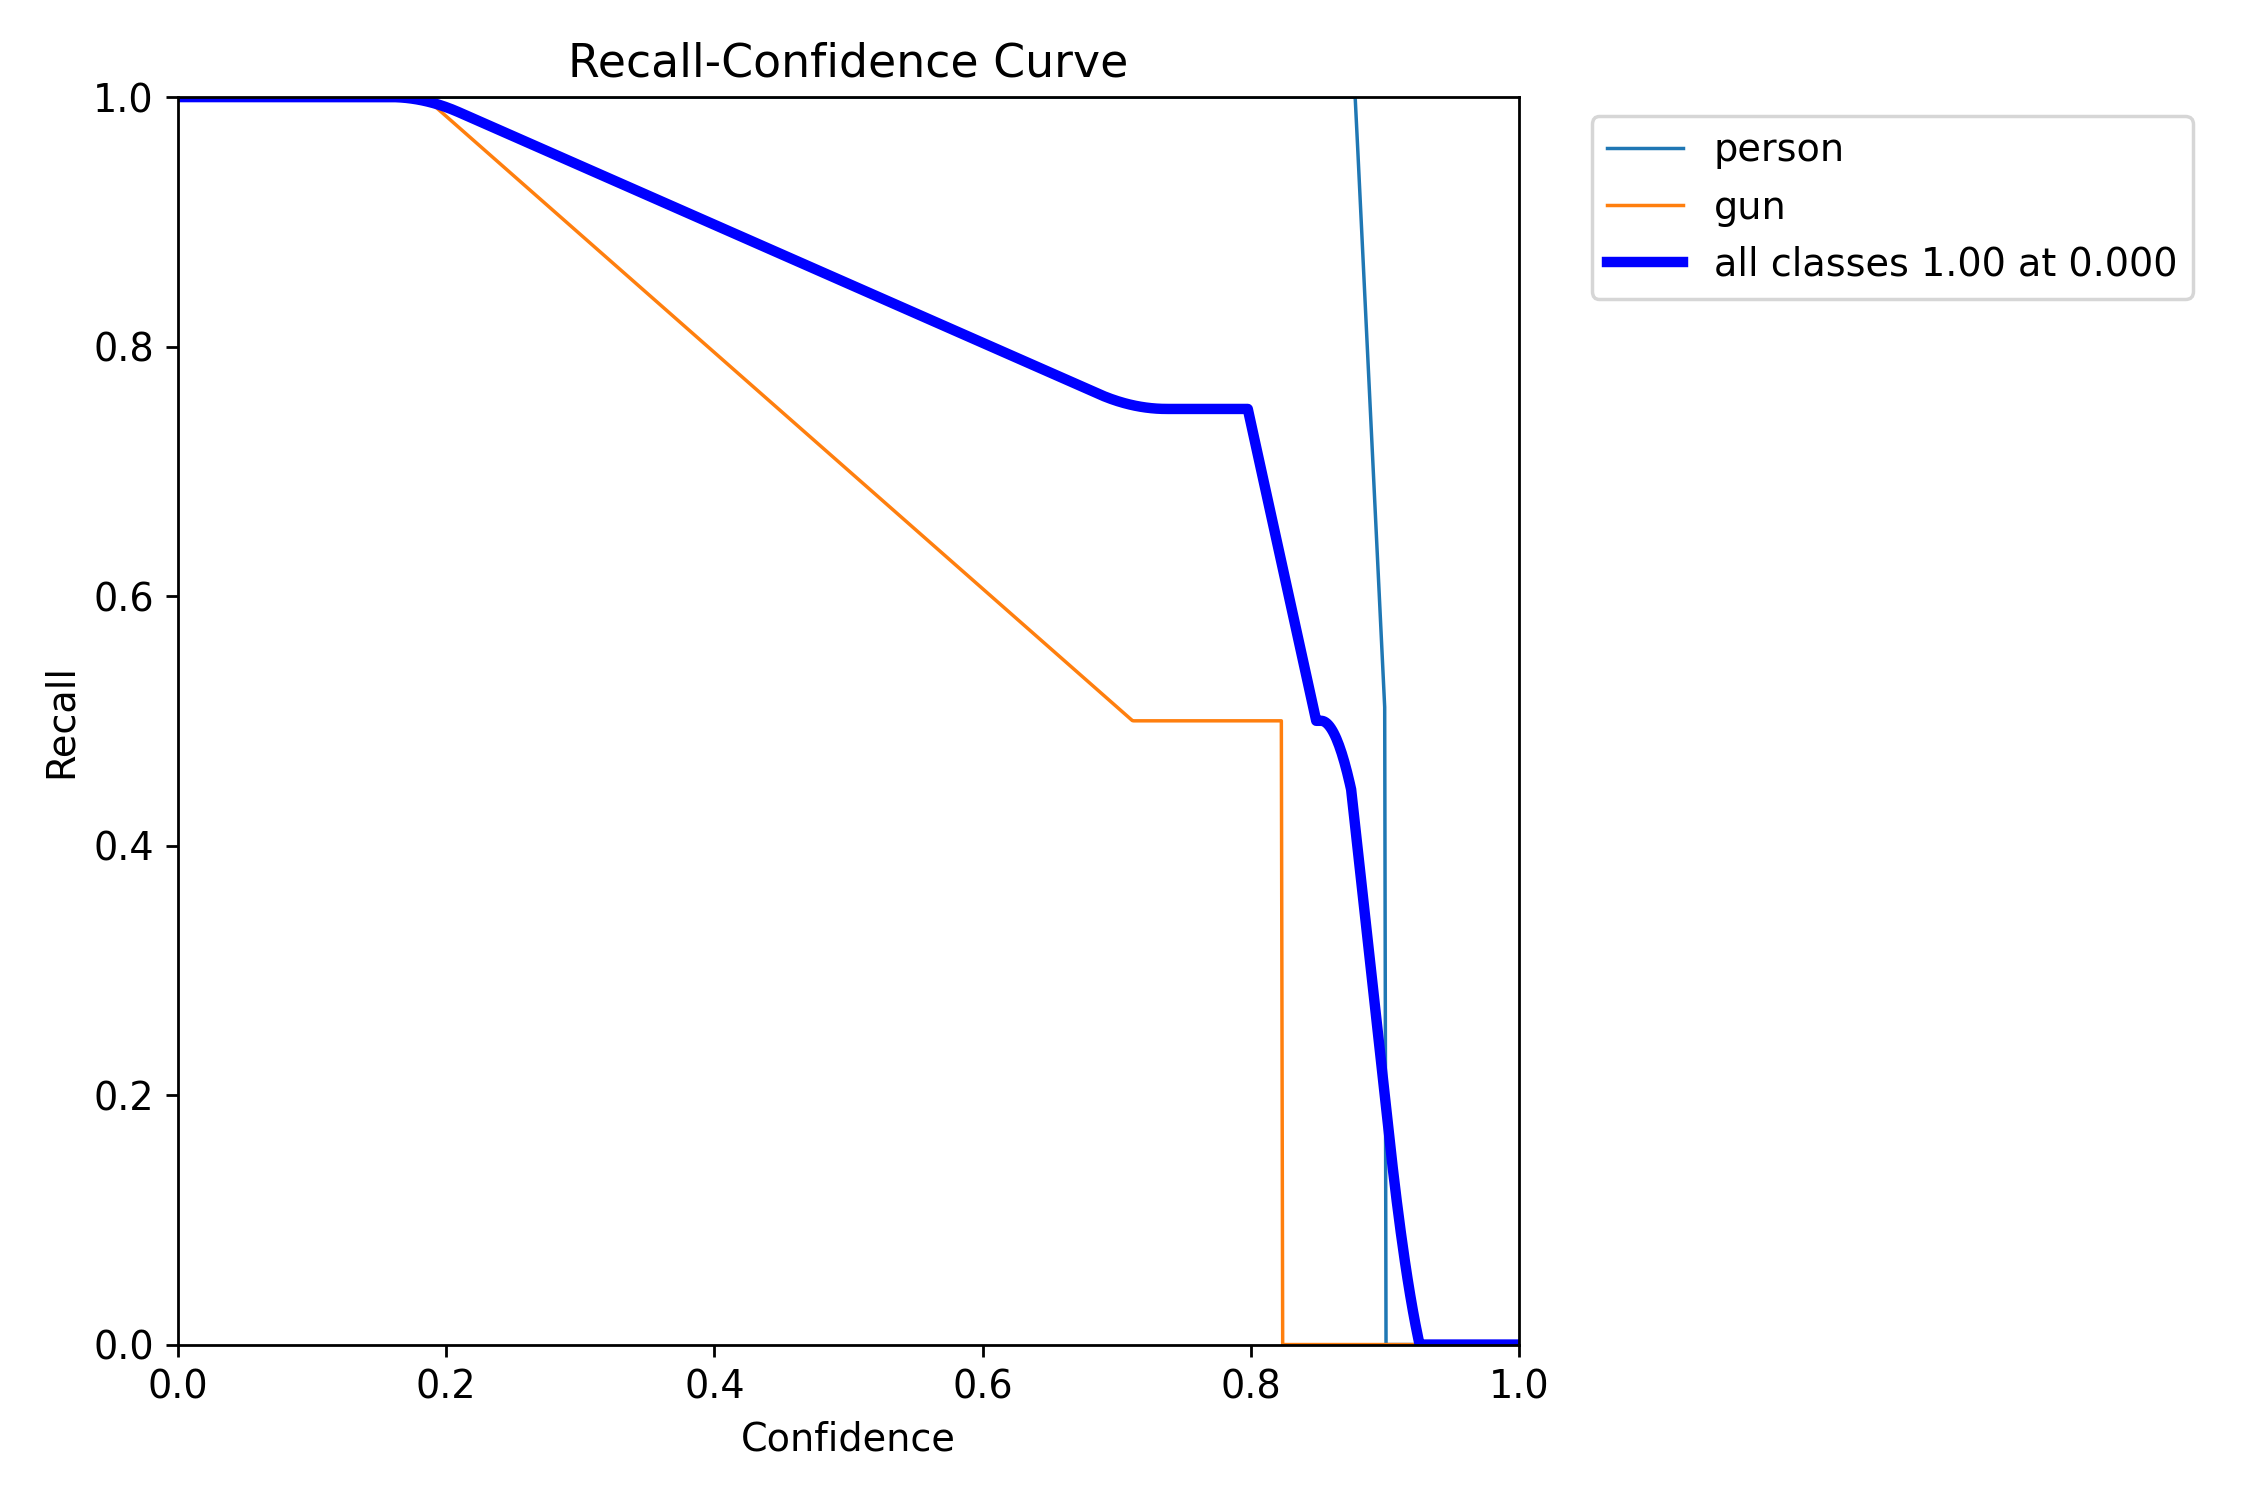 Recall-Confidence Curve
1.0
0.8
0.6
0.4
0.2
0.0
Recall
0.0 0.2 0.4 0.6 0.8 1.0
Confidence
person
gun
all classes 1.00 at 0.000